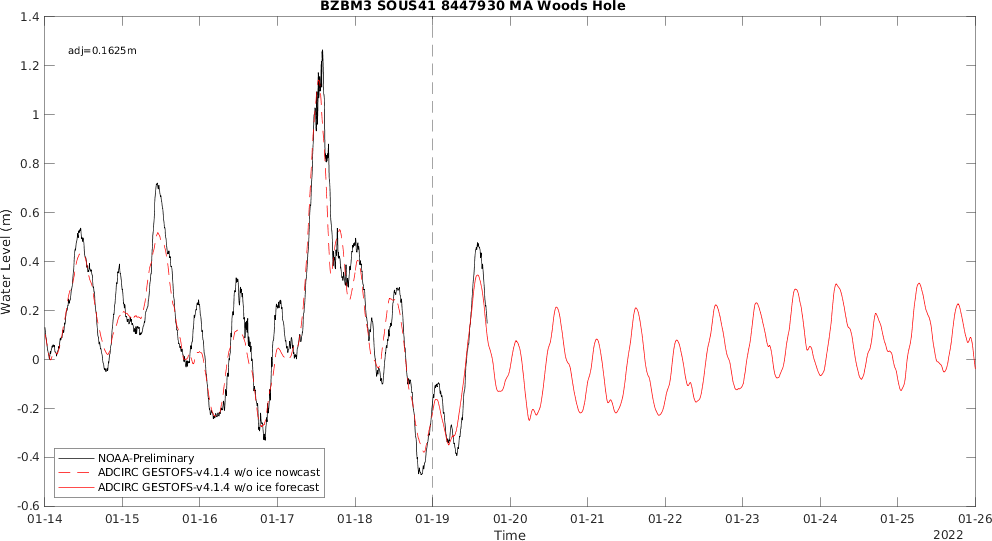 BZBM3 SOUS41 8447930 MA Woods Hole
adj=0.1625m
1.4
1.2
1
0.8
0.6
0.4
0.2
0
-0.2
-0.4
-0.6
Water Level (m)
NOAA-Preliminary
ADCIRC GESTOFS-v4.1.4 w/o ice nowcast
ADCIRC GESTOFS-v4.1.4 w/o ice forecast
01-14 01-15 01-16 01-17 01-18 01-19 01-20 01-21 01-22 01-23 01-24 01-25 01-26
Time
2022